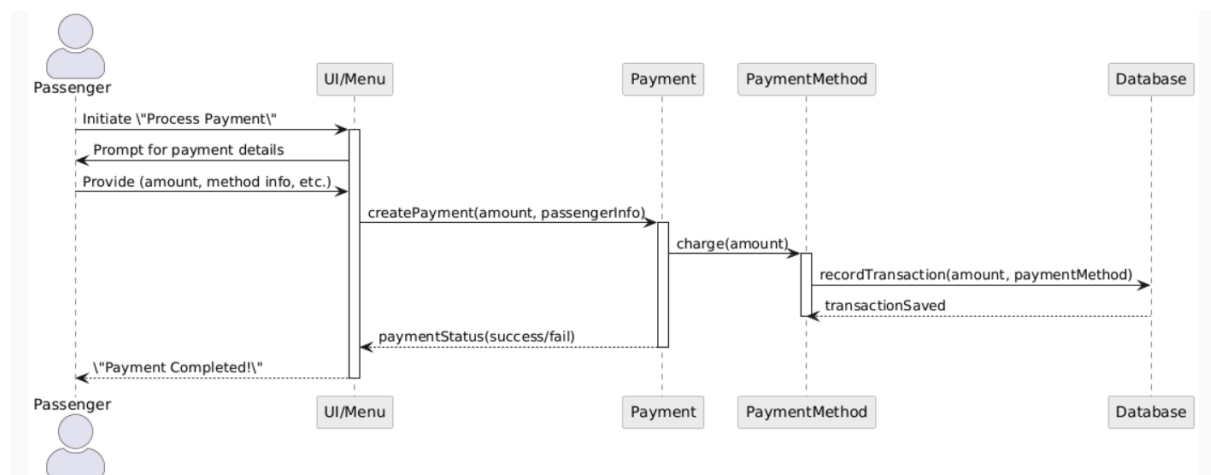 Passenger
UI/Menu
Payment
PaymentMethod
Database
Initiate \"Process Payment\"
Prompt for payment details
Provide (amount, method info, etc.)
createPayment(amount, passengerInfo)
charge(amount)
recordTransaction(amount, paymentMethod)
transactionSaved
paymentStatus(success/fail)
\"Payment Completed!\"
Passenger
UI/Menu
Payment
PaymentMethod
Database